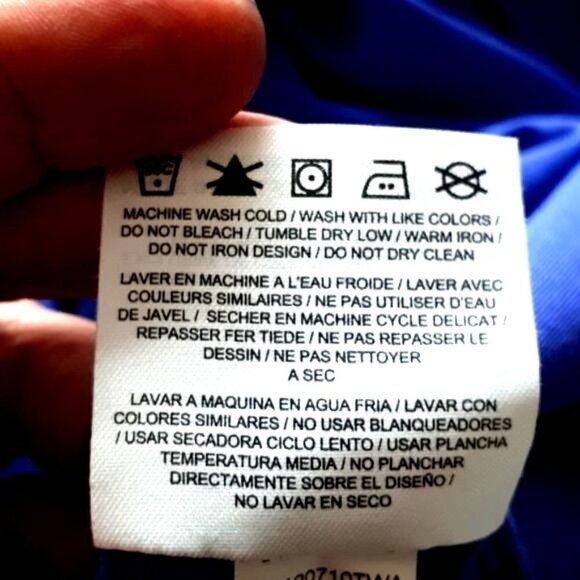 MACHINE WASH COLD / WASH WITH LIKE COLORS /
DO NOT BLEACH / TUMBLE DRY LOW / WARM IRON /
DO NOT IRON DESIGN / DO NOT DRY CLEAN
LAVER EN MACHINE A L'EAU FROIDE / LAVER AVEC
COULEURS SIMILAIRES / NE PAS UTILISER D'EAU
DE JAVEL / SECHER EN MACHINE CYCLE DELICAT /
REPASSER FER TIEDE / NE PAS REPASSER LE
DESSIN / NE PAS NETTOYER
A SEC
LAVAR A MAQUINA EN AGUA FRIA / LAVAR CON
COLORES SIMILARES / NO USAR BLANQUEADORES
/ USAR SECADORA CICLO LENTO / USAR PLANCHA
TEMPERATURA MEDIA / NO PLANCHAR
DIRECTAMENTE SOBRE EL DISEÑO /
NO LAVAR EN SECO